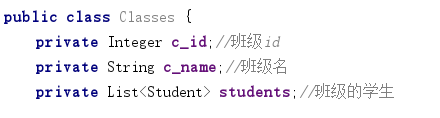 public class Classes {
    private Integer c_id;//班级id
    private String c_name;//班级名
    private List<Student> students;//班级的学生